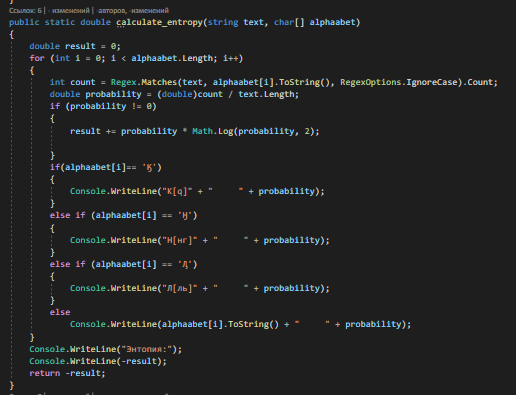 Ссылок: 6 | - изменений | -авторов, -изменений
public static double calculate_entropy(string text, char[] alphaabet)
{
double result = 0;
for (int i = 0; i < alphaabet.Length; i++)
{
int count = Regex.Matches(text, alphaabet[i].ToString(), RegexOptions.IgnoreCase).Count;
double probability = (double)count / text.Length;
if (probability != 0)
{
result += probability * Math.Log(probability, 2);
}
if(alphaabet[i]== 'Ӄ')
{
Console.WriteLine("К[q]" + "     " + probability);
}
else if (alphaabet[i] == 'Ӈ')
{
Console.WriteLine("Н[нг]" + "     " + probability);
}
else if (alphaabet[i] == 'Ԓ')
{
Console.WriteLine("Л[ль]" + "     " + probability);
}
else
Console.WriteLine(alphaabet[i].ToString() + "     " + probability);
}
Console.WriteLine("Энтопия:");
Console.WriteLine(-result);
return -result;
}